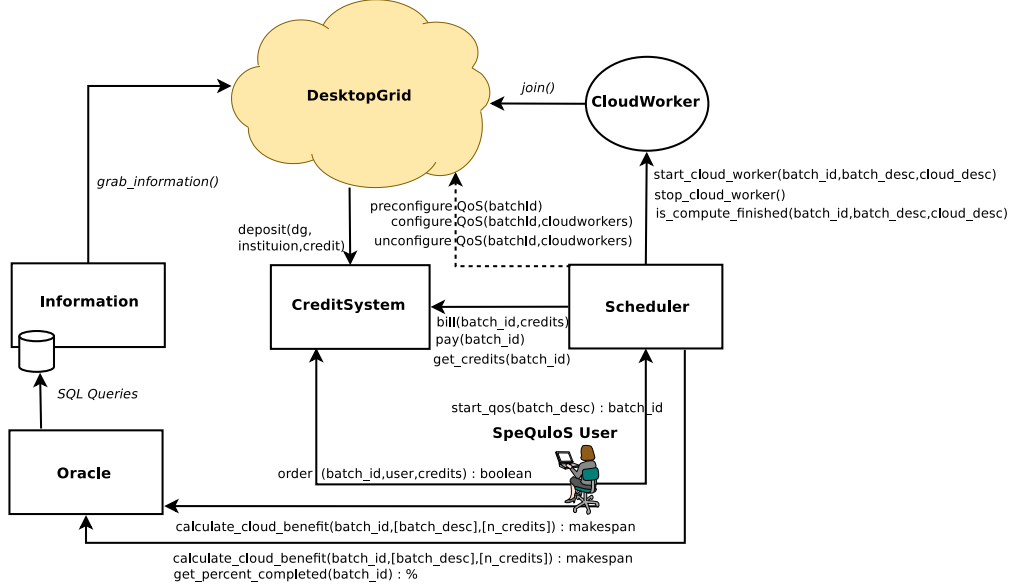 DesktopGrid
join()
CloudWorker
grab_information()
start_cloud_worker(batch_id,batch_desc,cloud_desc)
stop_cloud_worker()
is_compute_finished(batch_id,batch_desc,cloud_desc)
preconfigure QoS(batchId)
configure QoS(batchId,cloudworkers)
unconfigure QoS(batchId,cloudworkers)
deposit(dg,
instituion,credit)
Information
CreditSystem
Scheduler
bill(batch_id,credits)
pay(batch_id)
get_credits(batch_id)
SQL Queries
start_qos(batch_desc) : batch_id
SpeQuloS User
Oracle
order (batch_id,user,credits) : boolean
calculate_cloud_benefit(batch_id,[batch_desc],[n_credits]) : makespan
calculate_cloud_benefit(batch_id,[batch_desc],[n_credits]) : makespan
get_percent_completed(batch_id) : %